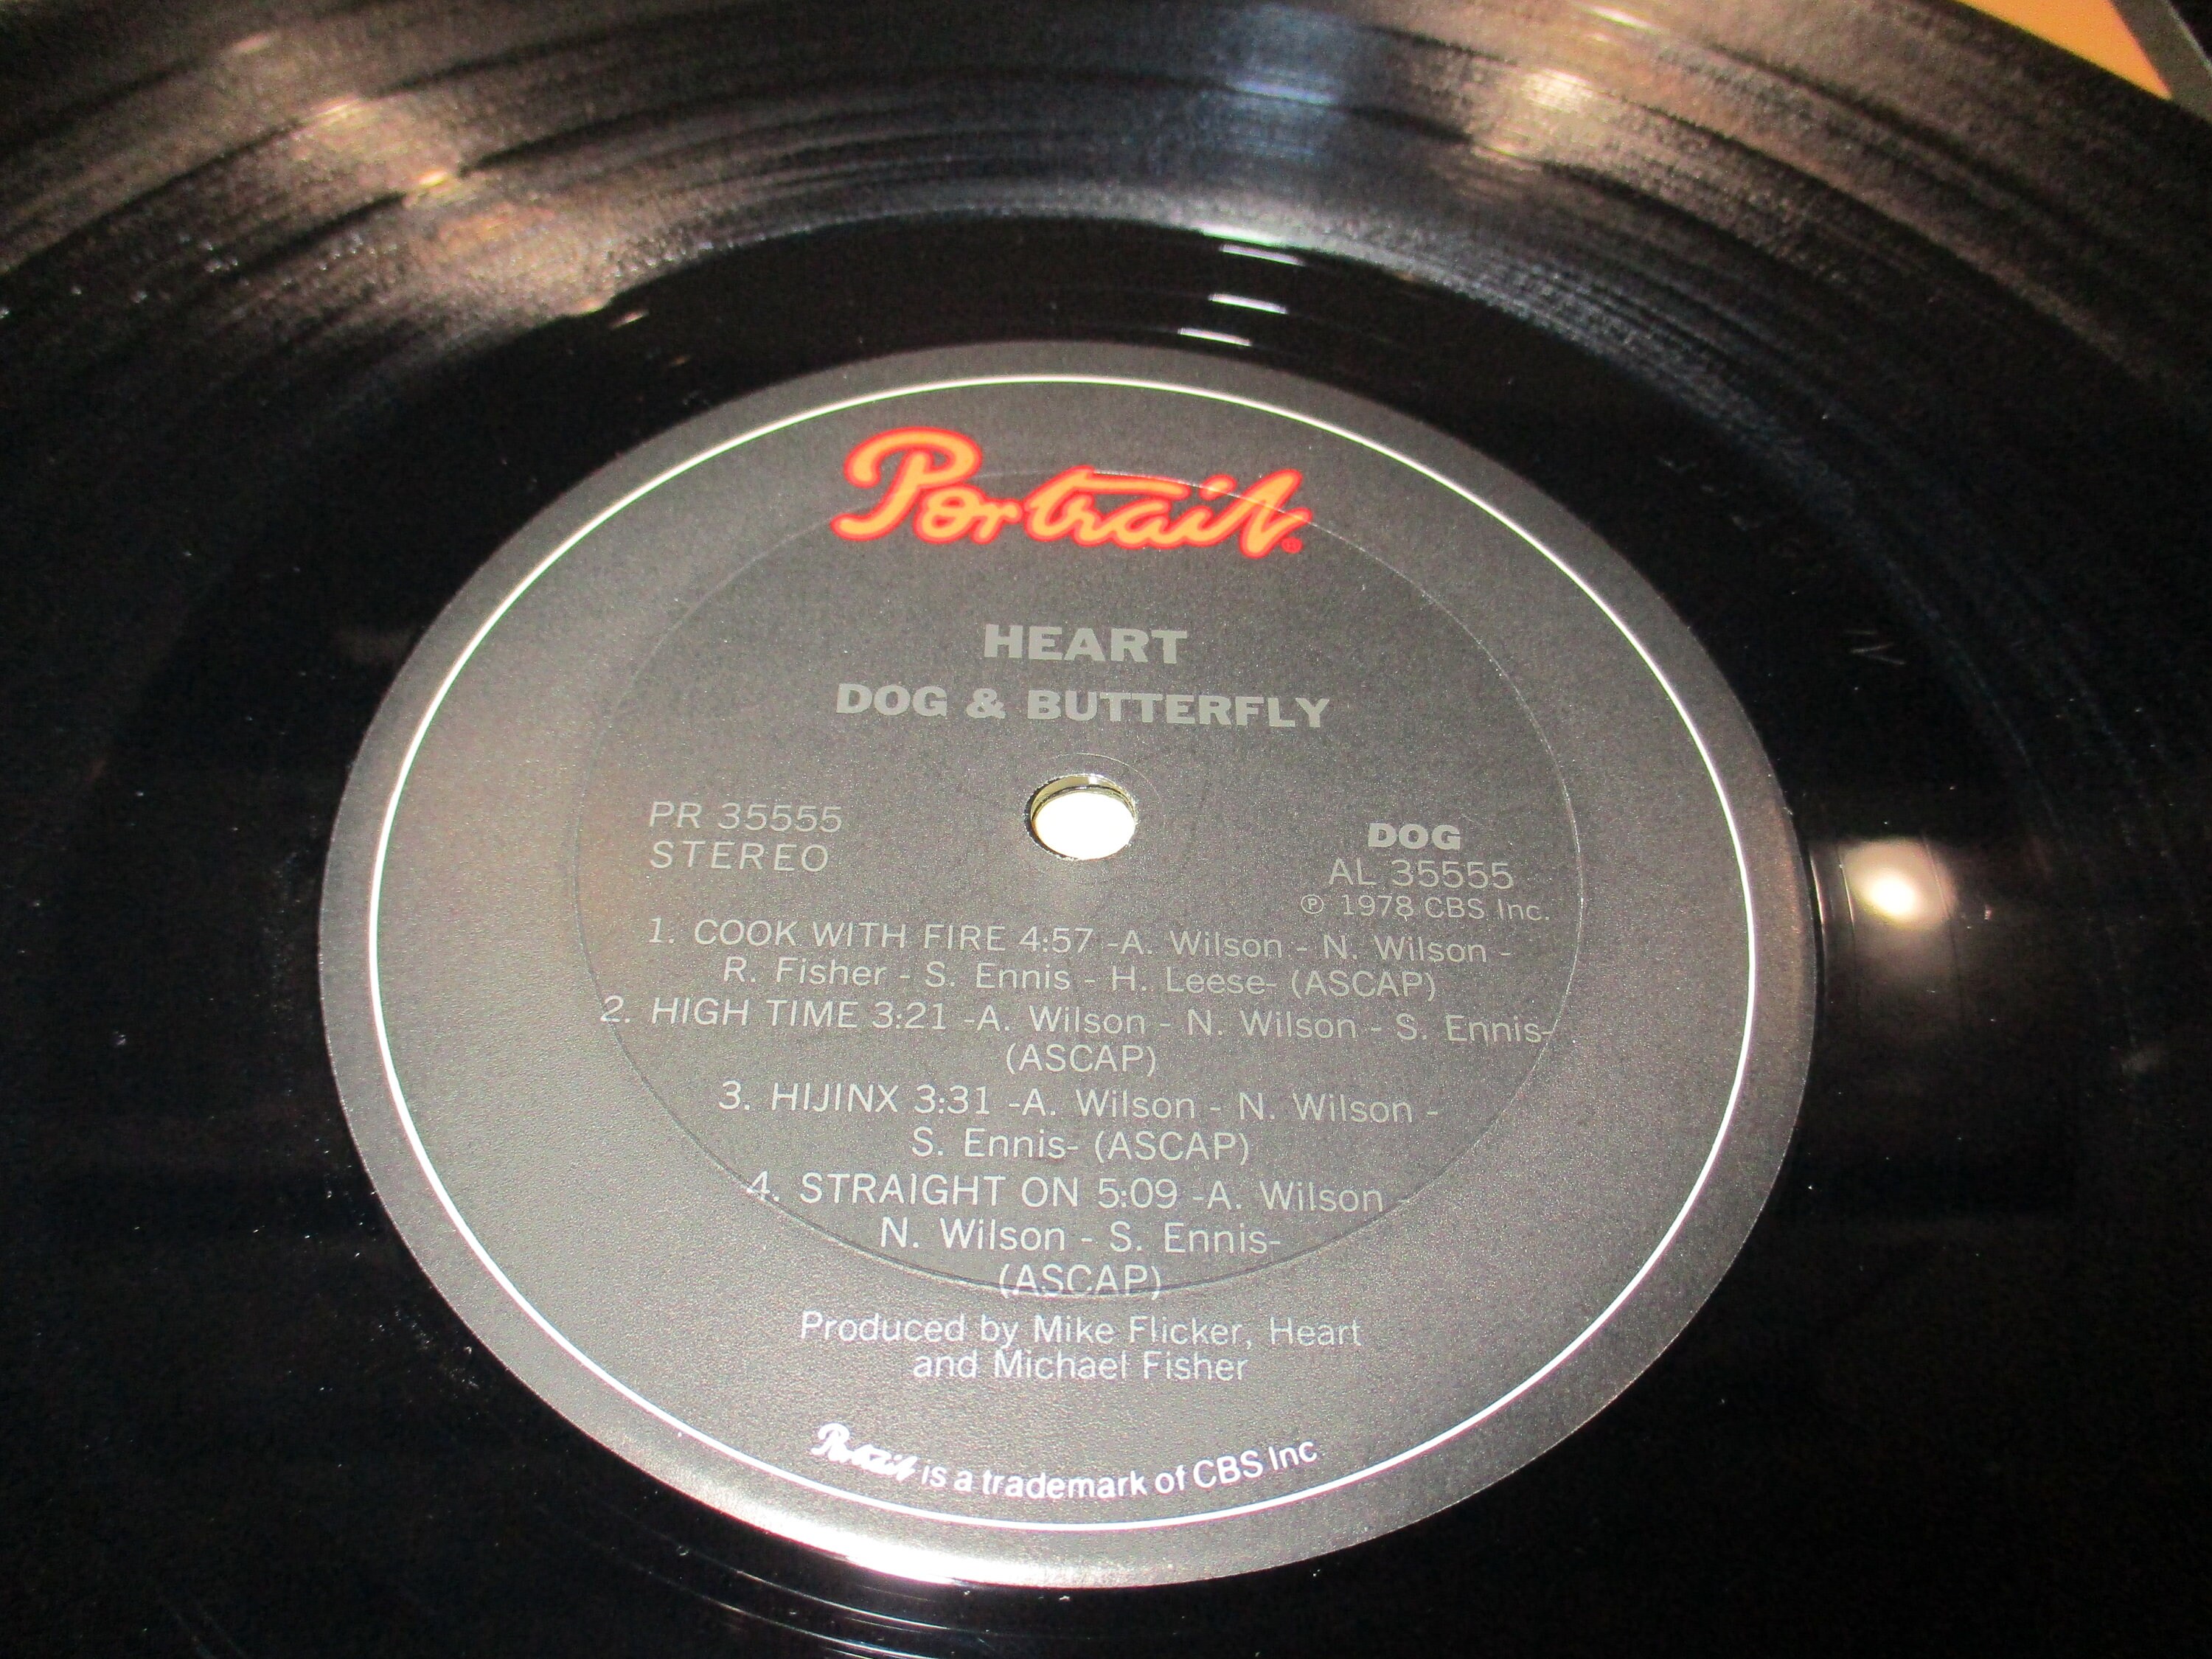 Portrait
HEART
DOG & BUTTERFLY
PR 35555
STEREO
DOG
AL 35555
℗ 1978 CBS Inc.
1. COOK WITH FIRE 4:57 -A. Wilson - N. Wilson -
R. Fisher - S. Ennis - H. Leese- (ASCAP)
2. HIGH TIME 3:21 -A. Wilson - N. Wilson - S. Ennis-
(ASCAP)
3. HIJINX 3:31 -A. Wilson - N. Wilson -
S. Ennis- (ASCAP)
4. STRAIGHT ON 5:09 -A. Wilson -
N. Wilson - S. Ennis-
(ASCAP)
Produced by Mike Flicker, Heart
and Michael Fisher
Portrait is a trademark of CBS Inc